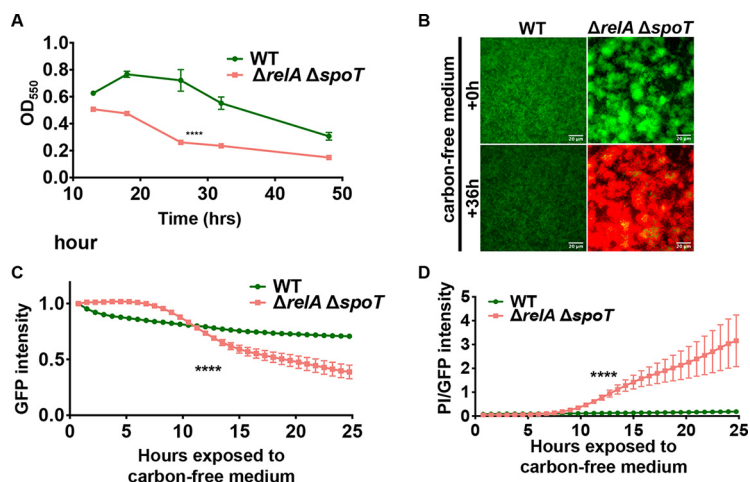 A
WT
ΔrelA ΔspoT
OD550
1.0
0.8
0.6
0.4
0.2
0.0
****
10 20 30 40 50
Time (hrs)
hour
B
WT ΔrelA ΔspoT
carbon-free medium
+0h
+36h
20 µm
20 µm
20 µm
20 µm
C
WT
ΔrelA ΔspoT
GFP intensity
1.0
0.5
0.0
****
0 5 10 15 20 25
Hours exposed to
carbon-free medium
D
WT
ΔrelA ΔspoT
PI/GFP intensity
5
4
3
2
1
0
****
0 5 10 15 20 25
Hours exposed to
carbon-free medium